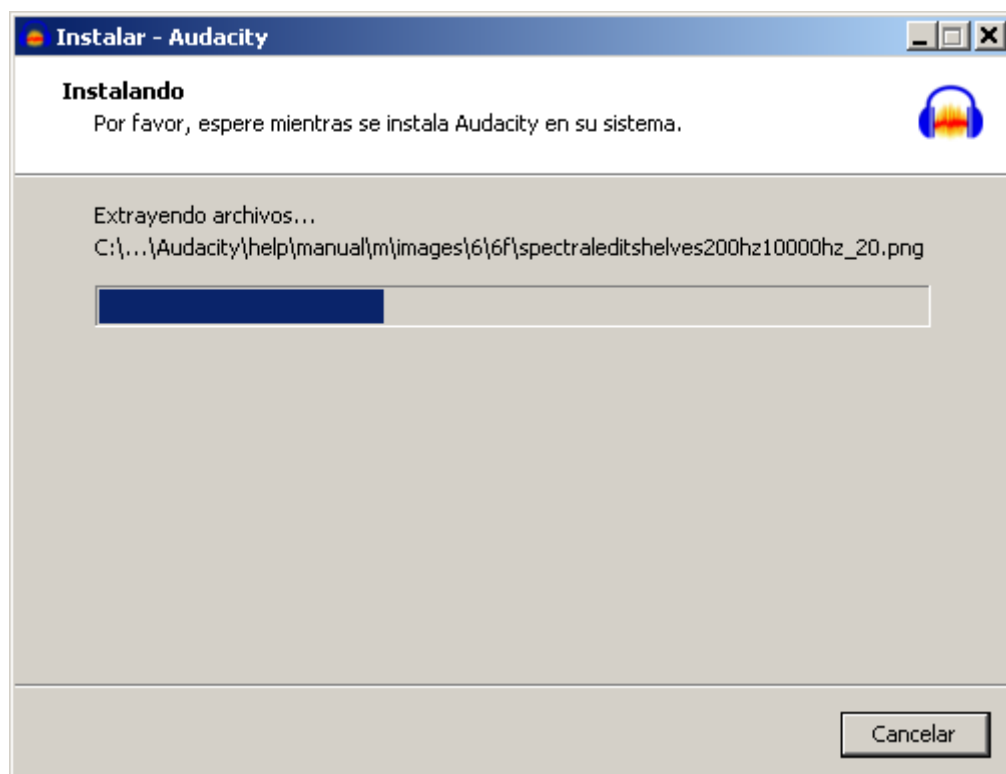 Instalar - Audacity
Instalando
Por favor, espere mientras se instala Audacity en su sistema.
Extrayendo archivos...
C:\...\Audacity\help\manual\m\images\6\6f\spectraleditshelves200hz10000hz_20.png
Cancelar